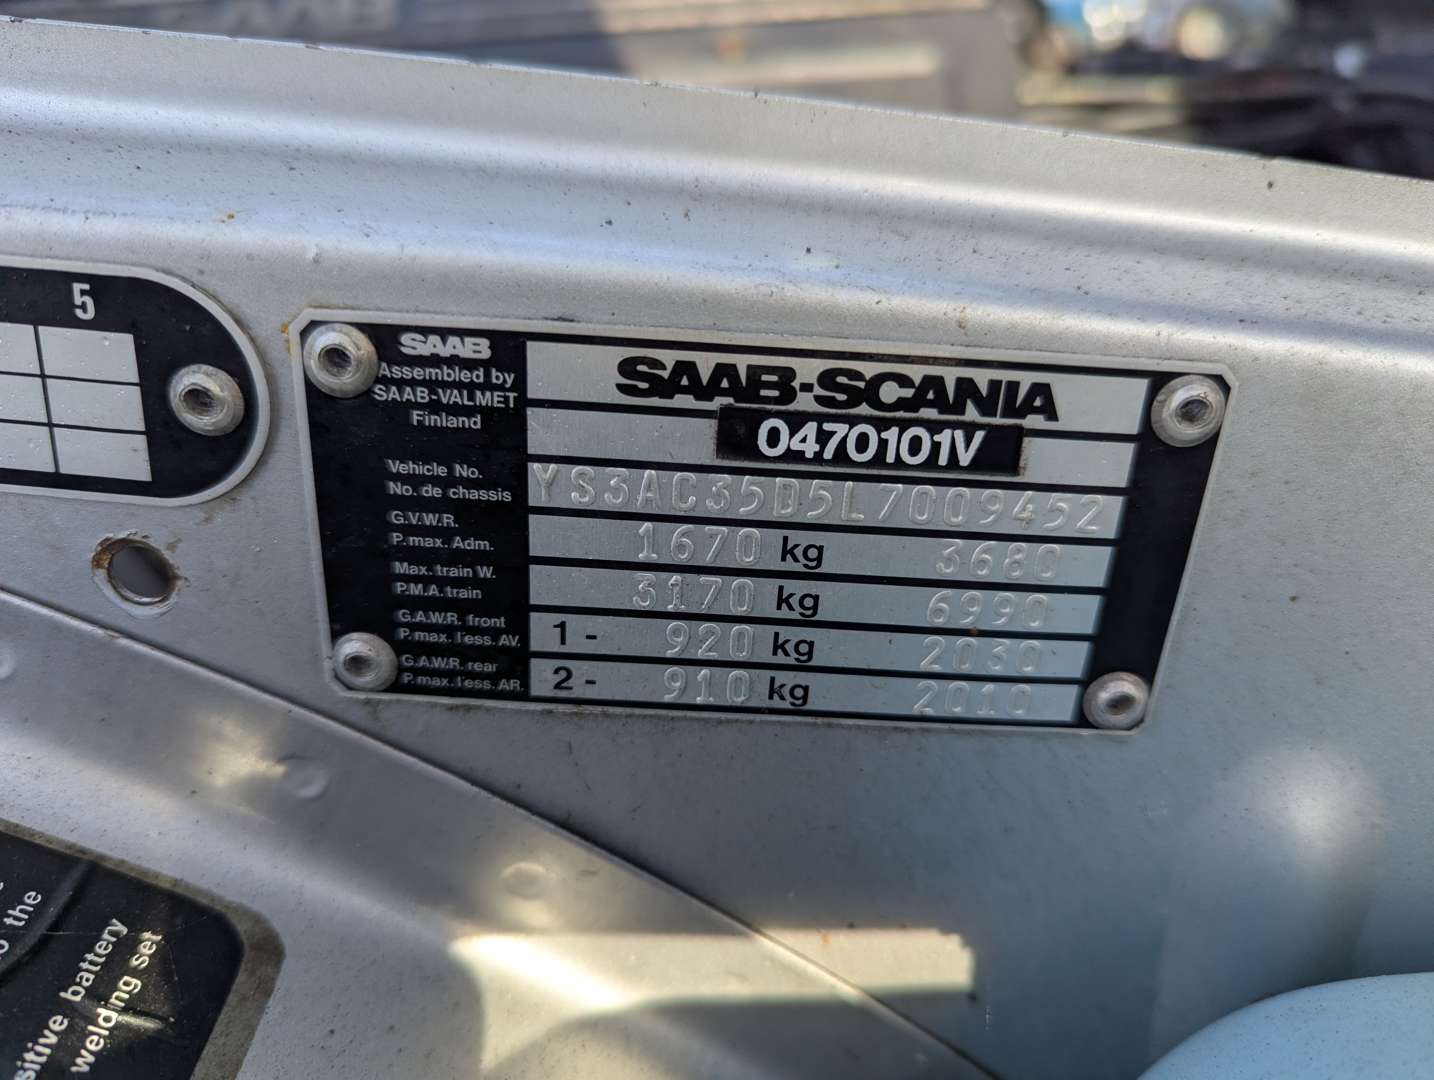 5
SAAB
Assembled by
SAAB-VALMET
Finland
SAAB-SCANIA
0470101V
Vehicle No.
No. de chassis
YS3AC35D5L7009452
G.V.W.R.
P. max. Adm.
1670 kg 3680
Max. train W.
P.M.A. train
3170 kg 6990
G.A.W.R. front
P. max. l'ess. AV.
1 - 920 kg 2030
G.A.W.R. rear
P. max. l'ess. AR.
2 - 910 kg 2010
the
sitive battery
welding set